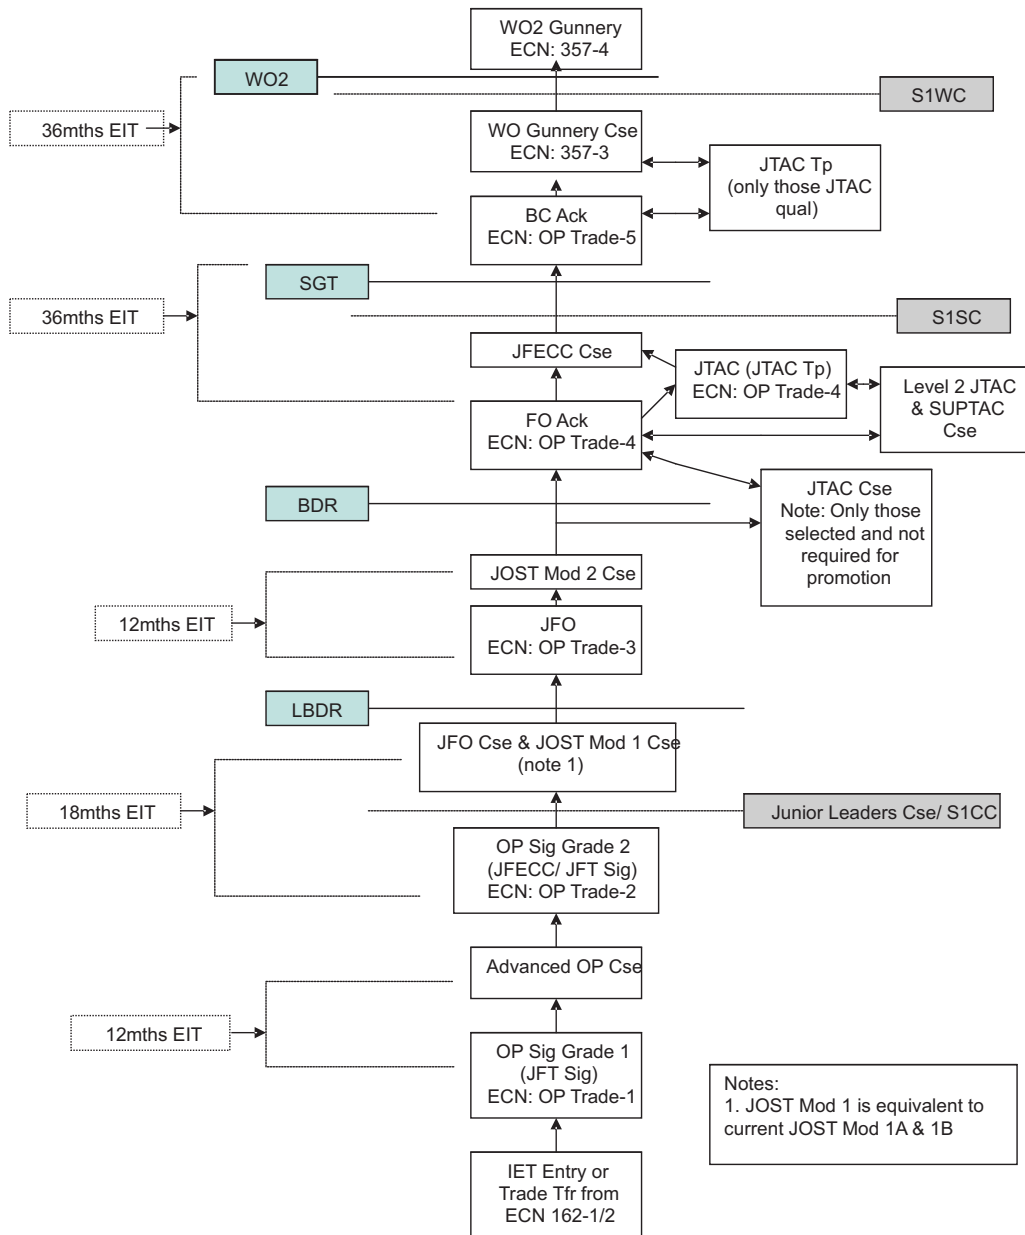 WO2 Gunnery
ECN: 357-4
WO2
S1WC
36mths EIT
WO Gunnery Cse
ECN: 357-3
JTAC Tp
(only those JTAC
qual)
BC Ack
ECN: OP Trade-5
SGT
36mths EIT
S1SC
JFECC Cse
JTAC (JTAC Tp)
ECN: OP Trade-4
Level 2 JTAC
& SUPTAC
Cse
FO Ack
ECN: OP Trade-4
BDR
JTAC Cse
Note: Only those
selected and not
required for
promotion
JOST Mod 2 Cse
12mths EIT
JFO
ECN: OP Trade-3
LBDR
JFO Cse & JOST Mod 1 Cse
(note 1)
18mths EIT
Junior Leaders Cse/ S1CC
OP Sig Grade 2
(JFECC/ JFT Sig)
ECN: OP Trade-2
Advanced OP Cse
12mths EIT
OP Sig Grade 1
(JFT Sig)
ECN: OP Trade-1
Notes:
1. JOST Mod 1 is equivalent to
current JOST Mod 1A & 1B
IET Entry or
Trade Tfr from
ECN 162-1/2